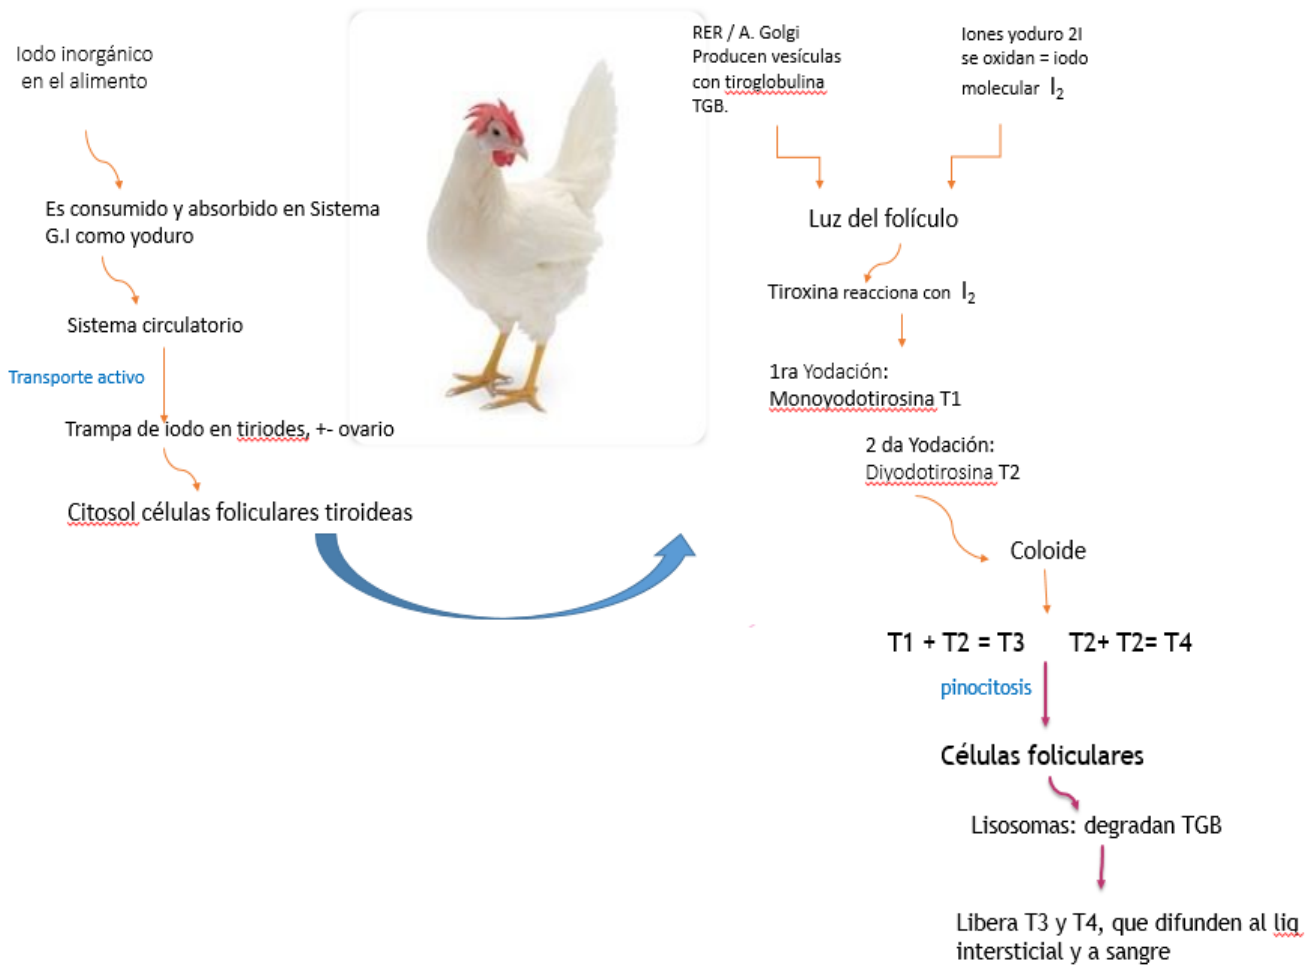 Iodo inorgánico
en el alimento
Es consumido y absorbido en Sistema
G.I como yoduro
Sistema circulatorio
Transporte activo
Trampa de iodo en tiriodes, +- ovario
Citosol células foliculares tiroideas
RER / A. Golgi
Producen vesículas
con tiroglobulina
TGB.
Iones yoduro 2I
se oxidan = iodo
molecular I₂
Luz del folículo
Tiroxina reacciona con I₂
1ra Yodación:
Monoyodotirosina T1
2 da Yodación:
Diyodotirosina T2
Coloide
T1 + T2 = T3 T2+ T2= T4
pinocitosis
Células foliculares
Lisosomas: degradan TGB
Libera T3 y T4, que difunden al liq
intersticial y a sangre